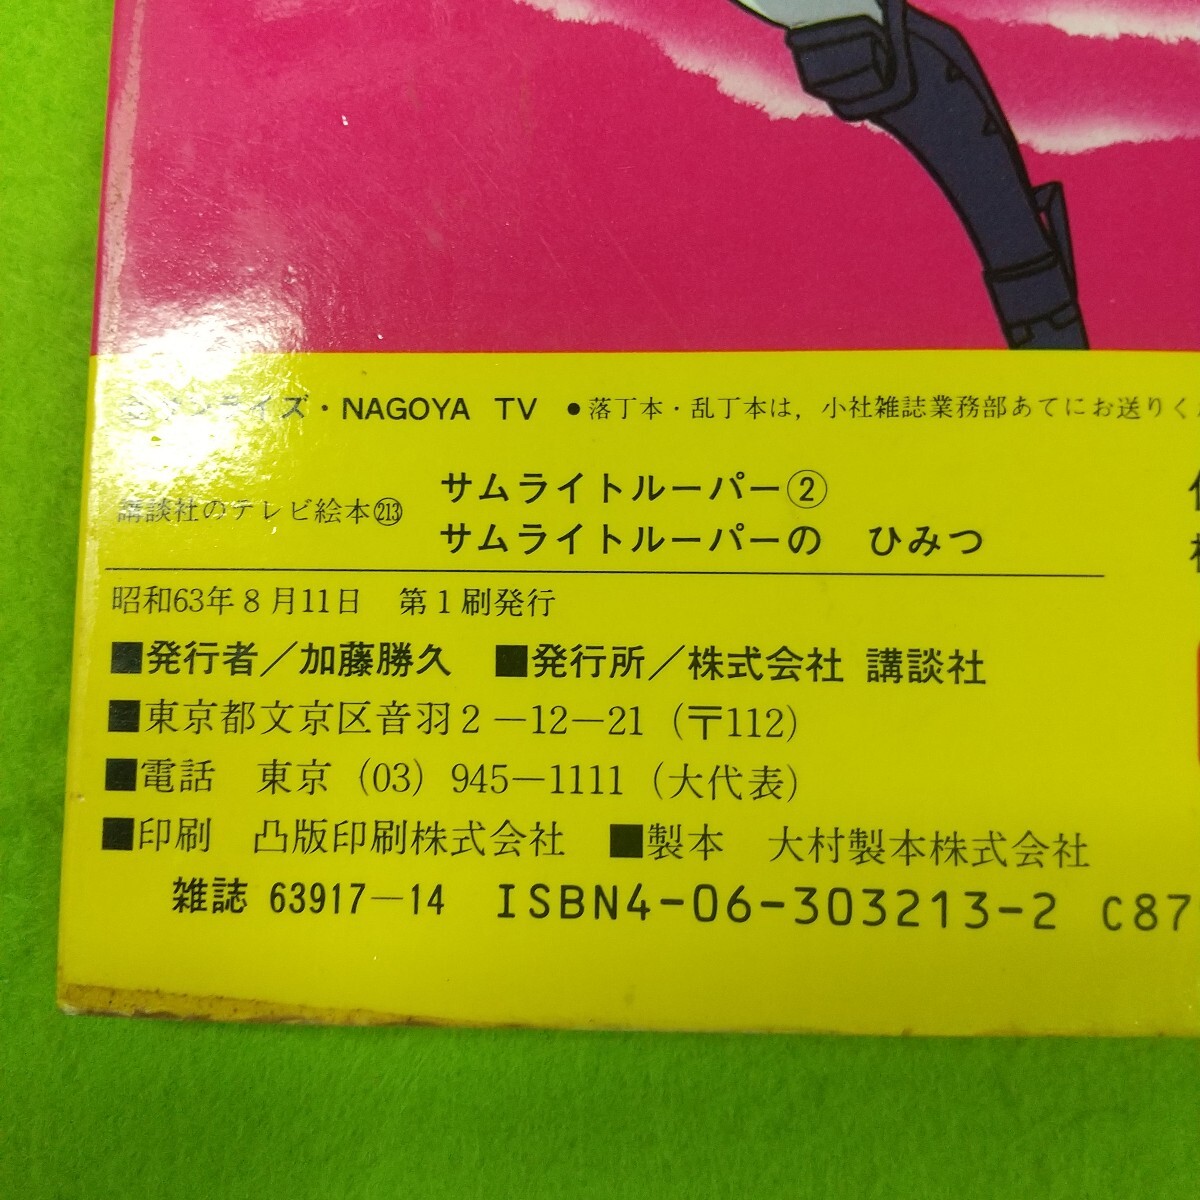 サンライズ・NAGOYA TV ●落丁本・乱丁本は，小社雑誌業務部あてにお送りく
講談社のテレビ絵本213
サムライトルーパー②
サムライトルーパーの ひみつ
昭和63年8月11日 第1刷発行
■発行者／加藤勝久 ■発行所／株式会社 講談社
■東京都文京区音羽2－12－21（〒112）
■電話 東京（03）945－1111（大代表）
■印刷 凸版印刷株式会社 ■製本 大村製本株式会社
雑誌 63917－14 ISBN4-06-303213-2 C87